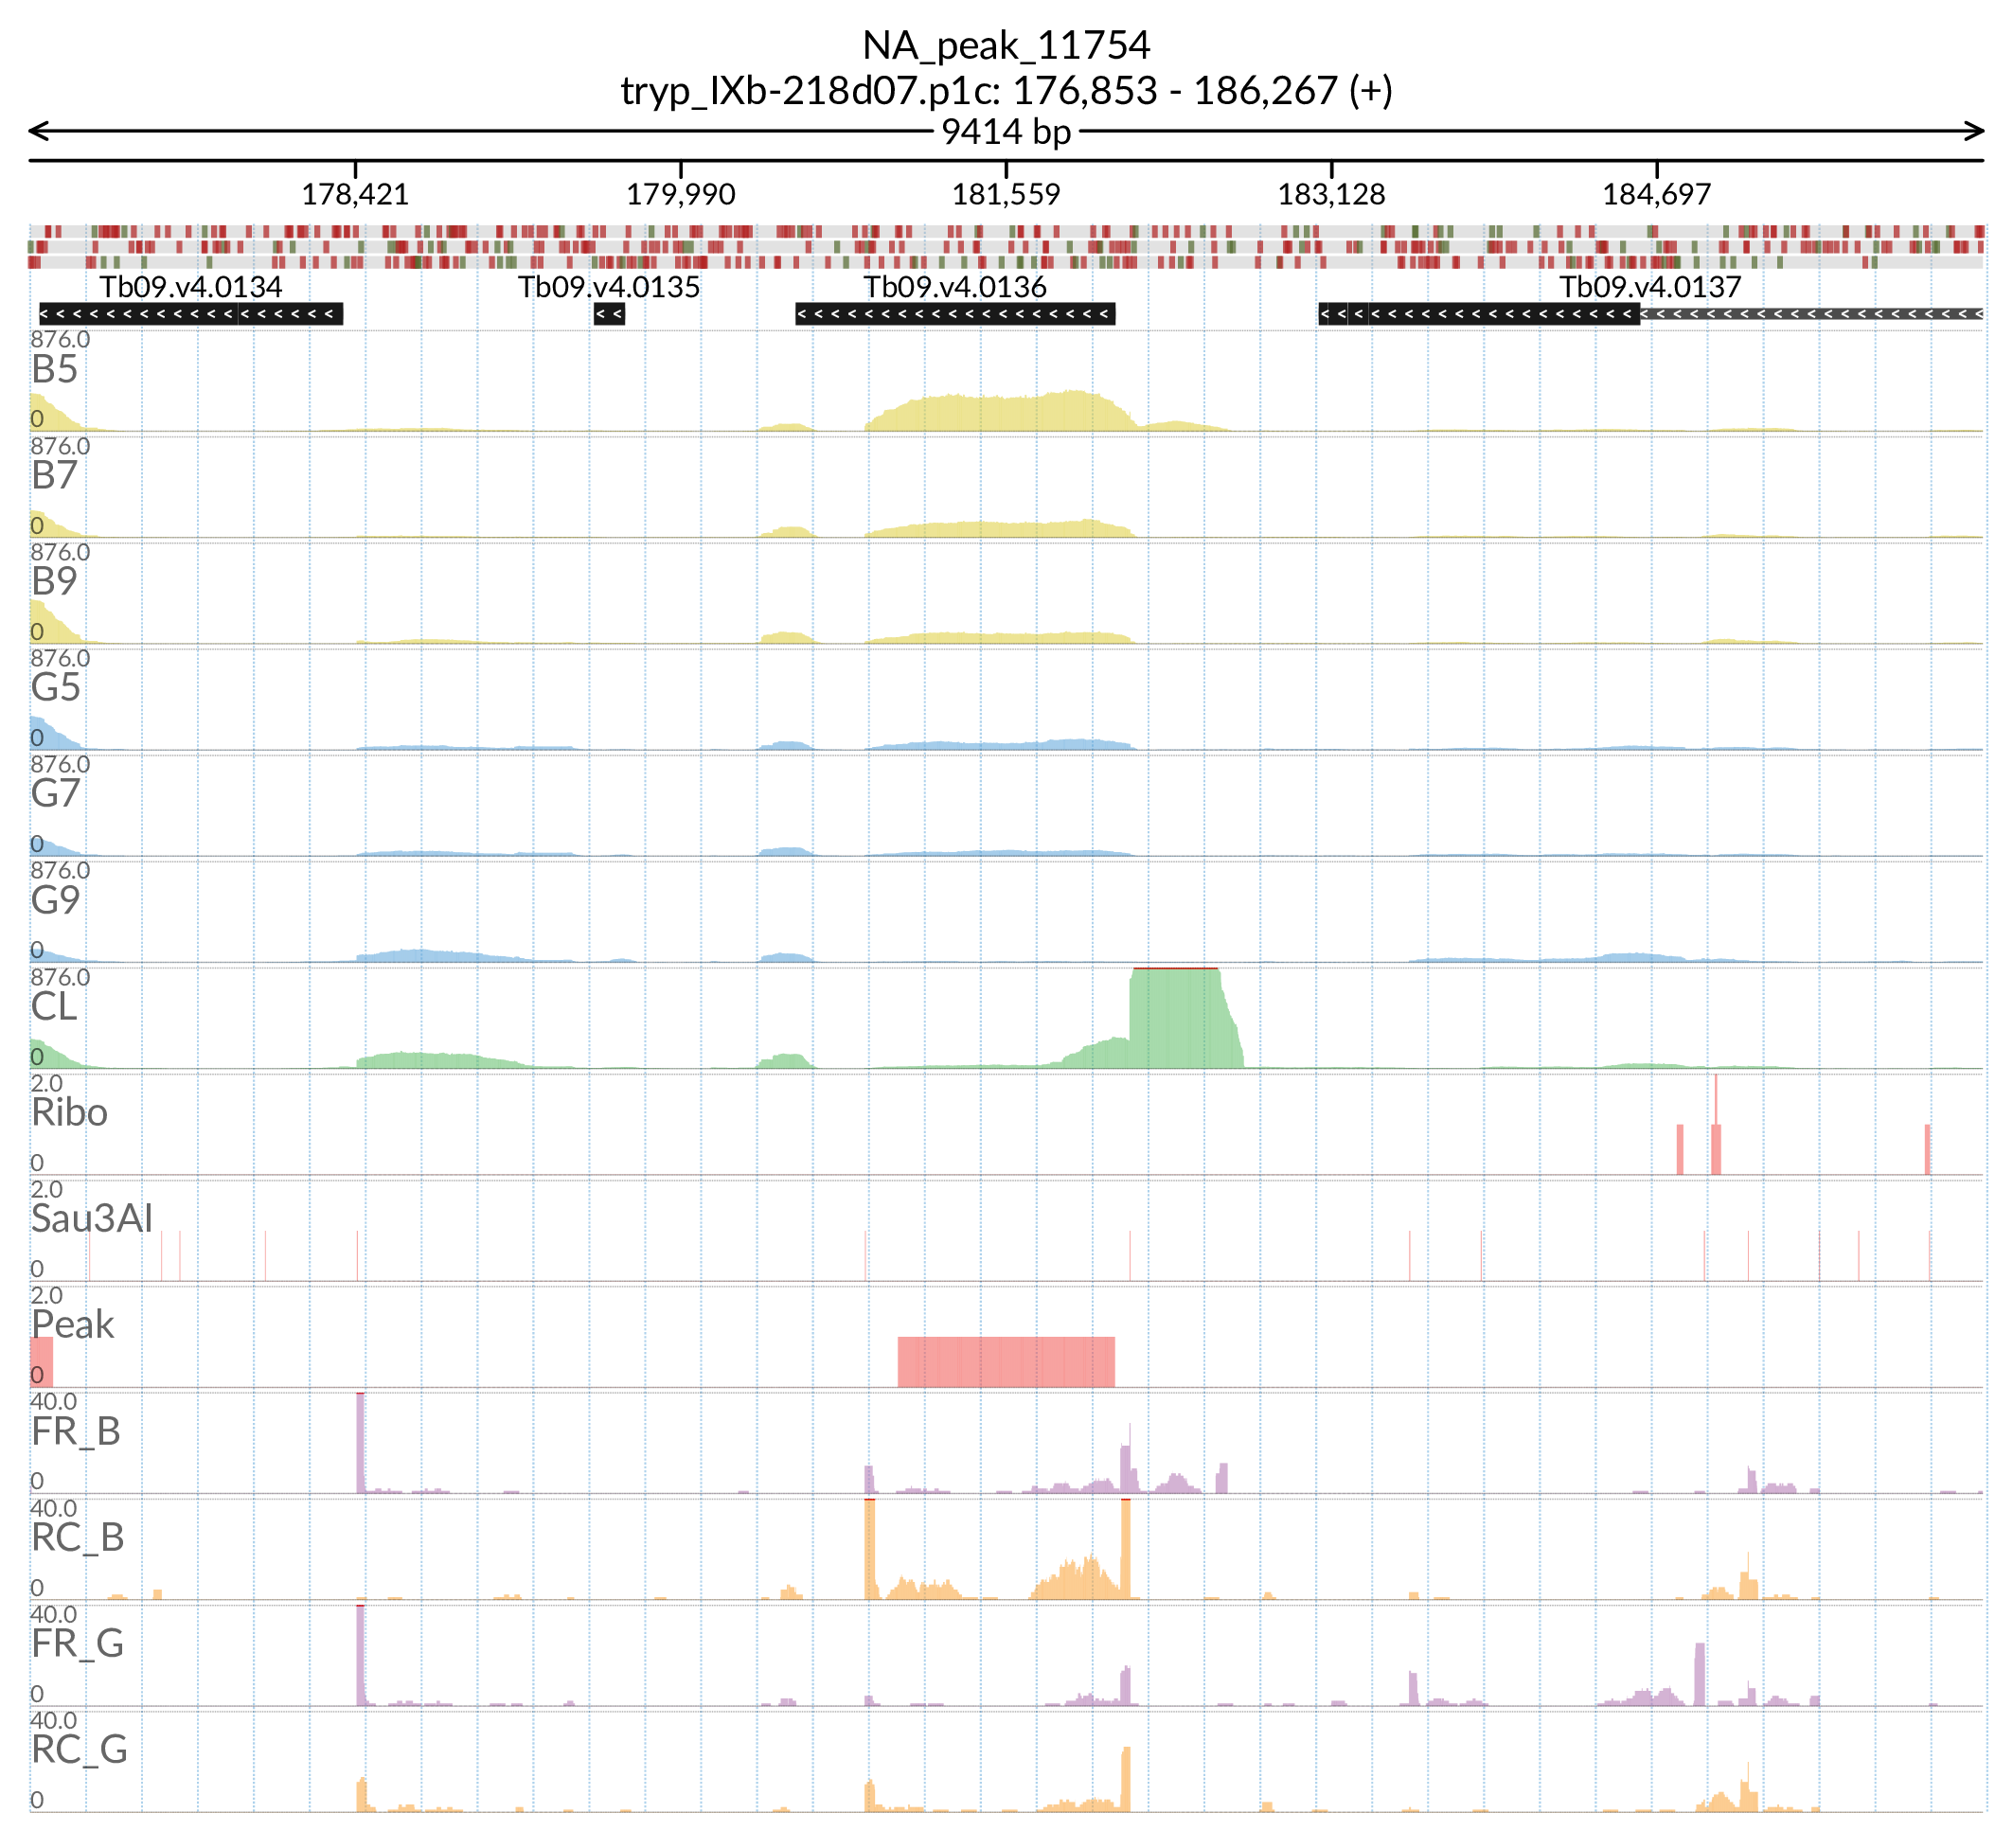 NA_peak_11754
tryp_IXb-218d07.p1c: 176,853 - 186,267 (+)
9414 bp
178,421 179,990 181,559 183,128 184,697
Tb09.v4.0134 Tb09.v4.0135 Tb09.v4.0136 Tb09.v4.0137
876.0
B5
0
876.0
B7
0
876.0
B9
0
876.0
G5
0
876.0
G7
0
876.0
G9
0
876.0
CL
0
2.0
Ribo
0
2.0
Sau3AI
0
2.0
Peak
0
40.0
FR_B
0
40.0
RC_B
0
40.0
FR_G
0
40.0
RC_G
0